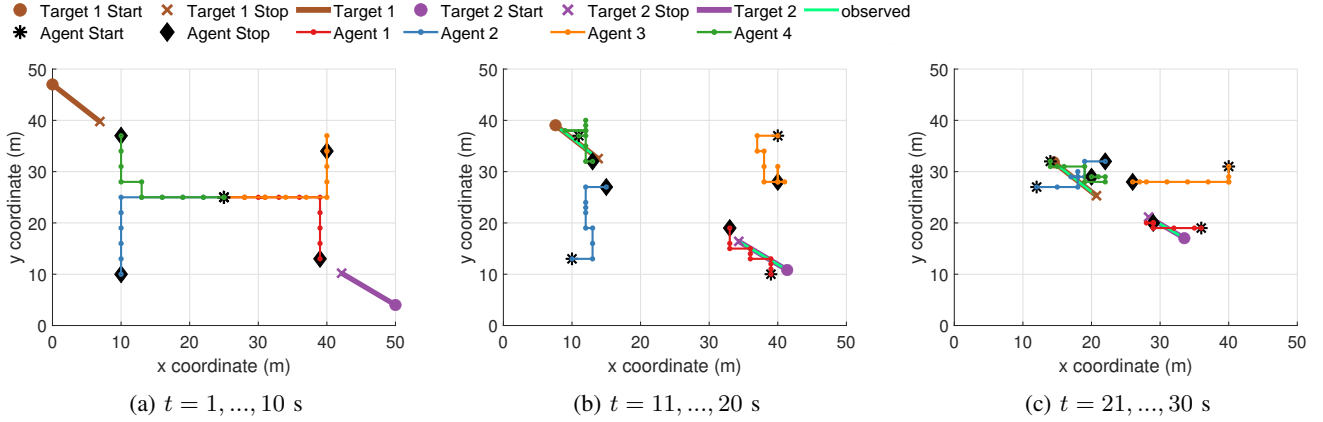 Target 1 Start Target 1 Stop Target 1 Target 2 Start Target 2 Stop Target 2 observed
Agent Start Agent Stop Agent 1 Agent 2 Agent 3 Agent 4
50
40
30
20
10
0
0 10 20 30 40 50
y coordinate (m)
x coordinate (m)
(a) t = 1, ..., 10 s
50
40
30
20
10
0
0 10 20 30 40 50
y coordinate (m)
x coordinate (m)
(b) t = 11, ..., 20 s
50
40
30
20
10
0
0 10 20 30 40 50
y coordinate (m)
x coordinate (m)
(c) t = 21, ..., 30 s